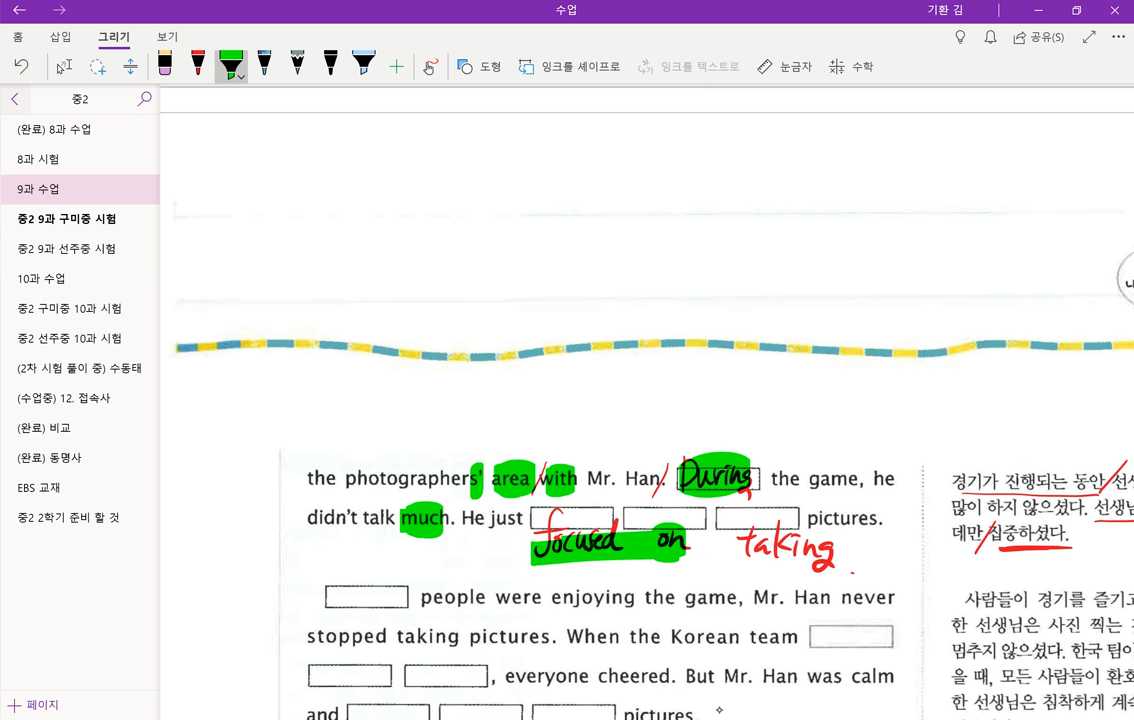 수업
기환 김
홈 삽입 그리기 보기
공유(S)
도형 잉크를 셰이프로 잉크를 텍스트로 눈금자 수학
중2
(완료) 8과 수업
8과 시험
9과 수업
중2 9과 구미중 시험
중2 9과 선주중 시험
10과 수업
중2 구미중 10과 시험
중2 선주중 10과 시험
(2차 시험 풀이 중) 수동태
(수업중) 12. 접속사
(완료) 비교
(완료) 동명사
EBS 교재
중2 2학기 준비 할 것
페이지
the photographers' area with Mr. Han. During the game, he
didn't talk much. He just pictures.
focused on taking
people were enjoying the game, Mr. Han never
stopped taking pictures. When the Korean team
, everyone cheered. But Mr. Han was calm
and pictures.
경기가 진행되는 동안 선
많이 하지 않으셨다. 선생님
데만 집중하셨다.
사람들이 경기를 즐기고
한 선생님은 사진 찍는
멈추지 않으셨다. 한국 팀이
을 때, 모든 사람들이 환호
한 선생님은 침착하게 계속